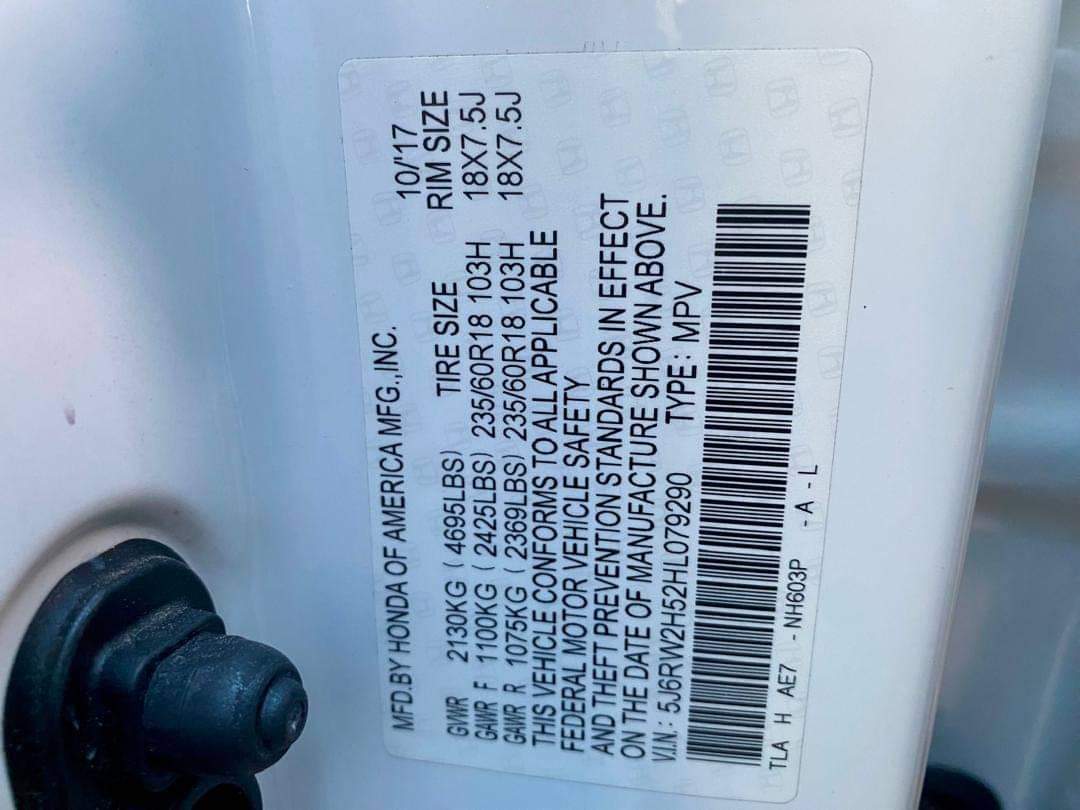 MFD.BY HONDA OF AMERICA MFG.,INC. 10/'17
TIRE SIZE RIM SIZE
GVWR 2130KG ( 4695LBS)
GAWR F 1100KG ( 2425LBS) 235/60R18 103H 18X7.5J
GAWR R 1075KG ( 2369LBS) 235/60R18 103H 18X7.5J
THIS VEHICLE CONFORMS TO ALL APPLICABLE
FEDERAL MOTOR VEHICLE SAFETY
AND THEFT PREVENTION STANDARDS IN EFFECT
ON THE DATE OF MANUFACTURE SHOWN ABOVE.
V.I.N.: 5J6RW2H52HL079290 TYPE : MPV
TLA H AE7 - NH603P - A - L